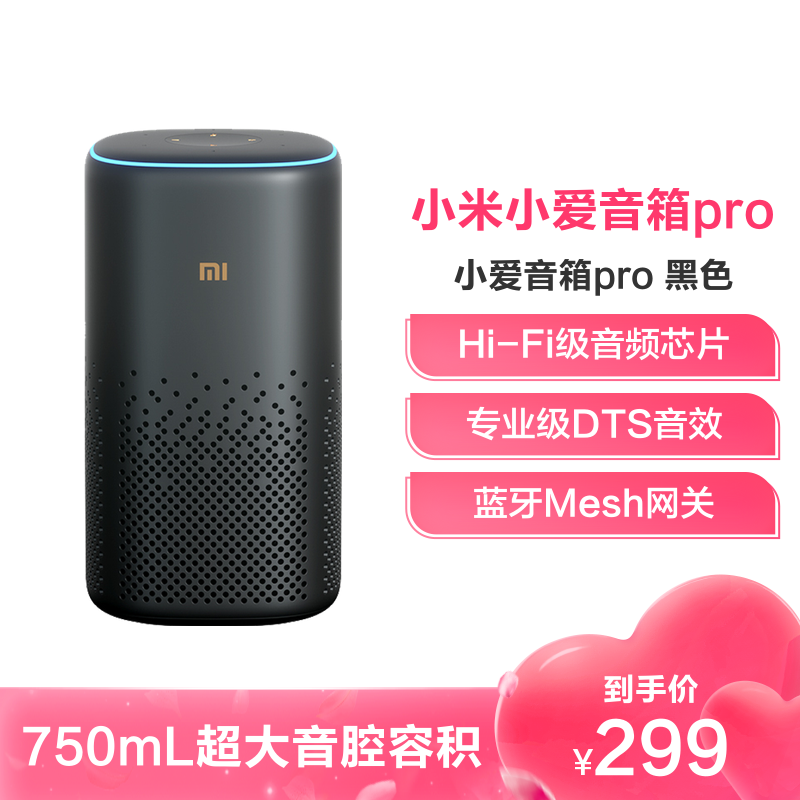 MI
小米小爱音箱pro
小爱音箱pro 黑色
Hi-Fi级音频芯片
专业级DTS音效
蓝牙Mesh网关
750mL超大音腔容积
到手价
¥299